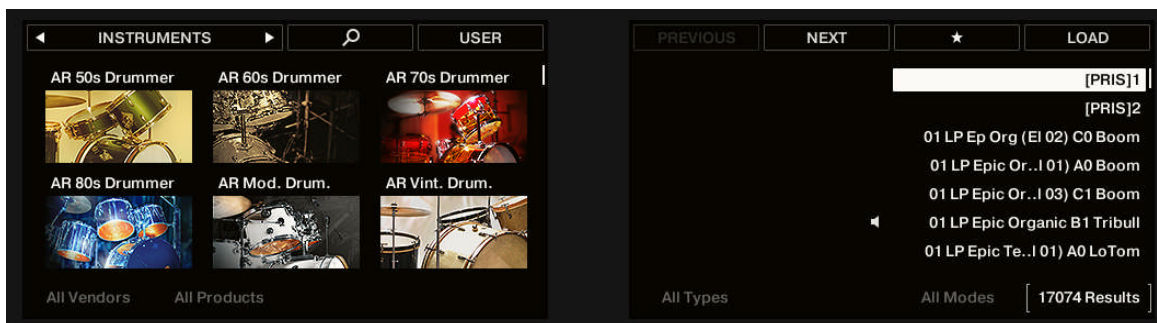 INSTRUMENTS USER
AR 50s Drummer AR 60s Drummer AR 70s Drummer
AR 80s Drummer AR Mod. Drum. AR Vint. Drum.
All Vendors All Products
PREVIOUS NEXT ★ LOAD
[PRIS]1
[PRIS]2
01 LP Ep Org (El 02) C0 Boom
01 LP Epic Or..l 01) A0 Boom
01 LP Epic Or..l 03) C1 Boom
01 LP Epic Organic B1 Tribull
01 LP Epic Te..l 01) A0 LoTom
All Types All Modes 17074 Results